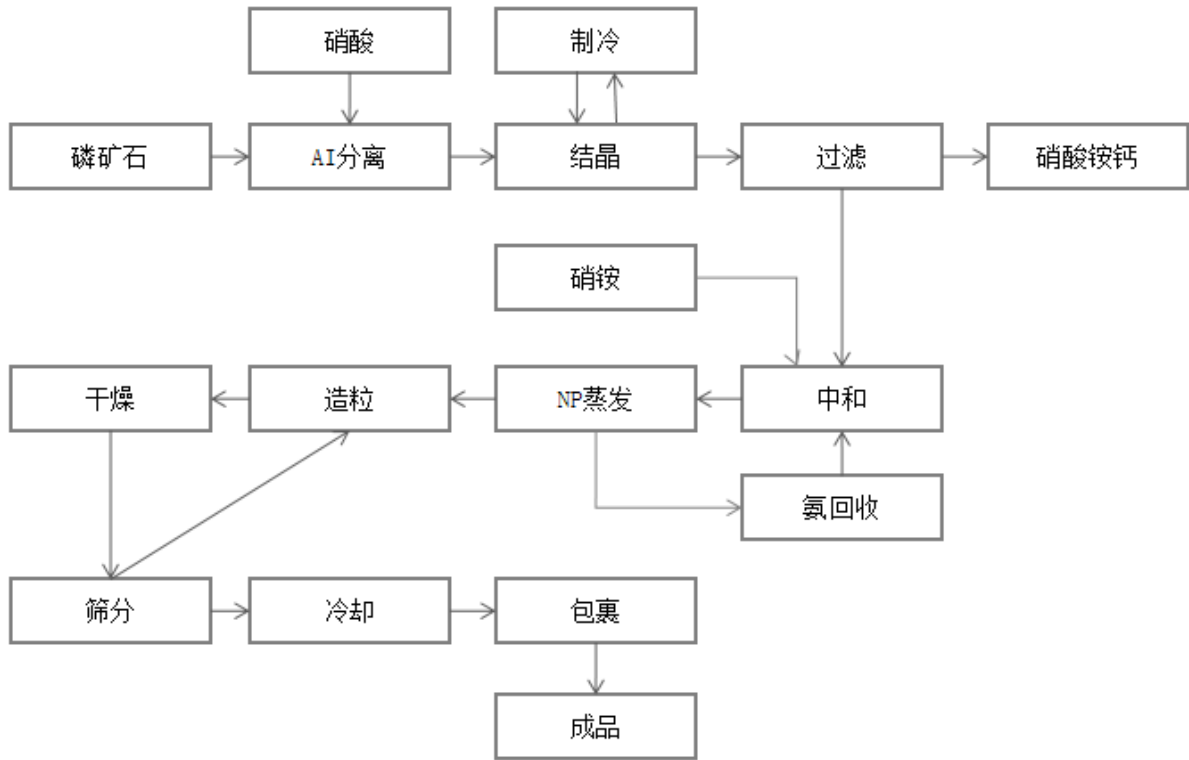 硝酸
制冷
磷矿石
AI分离
结晶
过滤
硝酸铵钙
硝铵
干燥
造粒
NP蒸发
中和
氨回收
筛分
冷却
包裹
成品